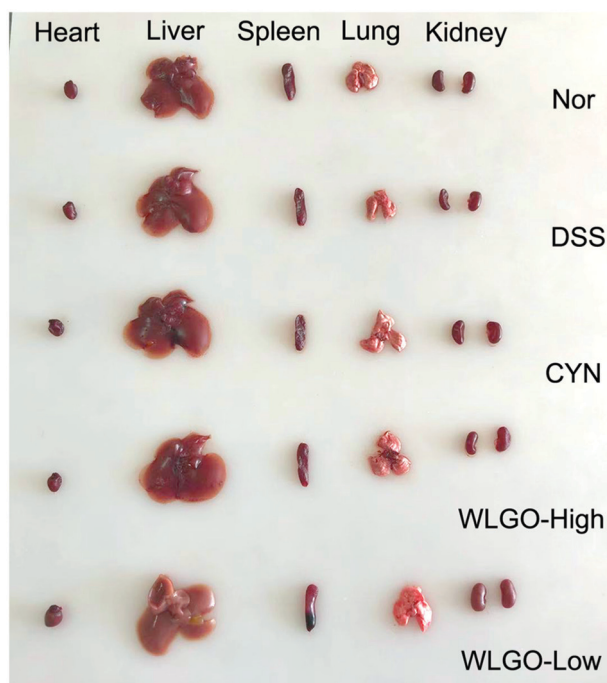 Heart Liver Spleen Lung Kidney
Nor
DSS
CYN
WLGO-High
WLGO-Low